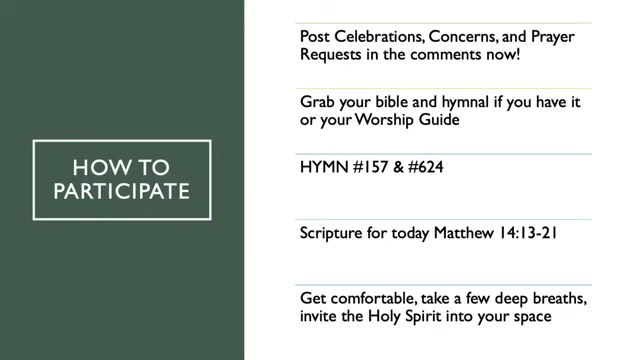 HOW TO
PARTICIPATE
Post Celebrations, Concerns, and Prayer
Requests in the comments now!
Grab your bible and hymnal if you have it
or your Worship Guide
HYMN #157 & #624
Scripture for today Matthew 14:13-21
Get comfortable, take a few deep breaths,
invite the Holy Spirit into your space